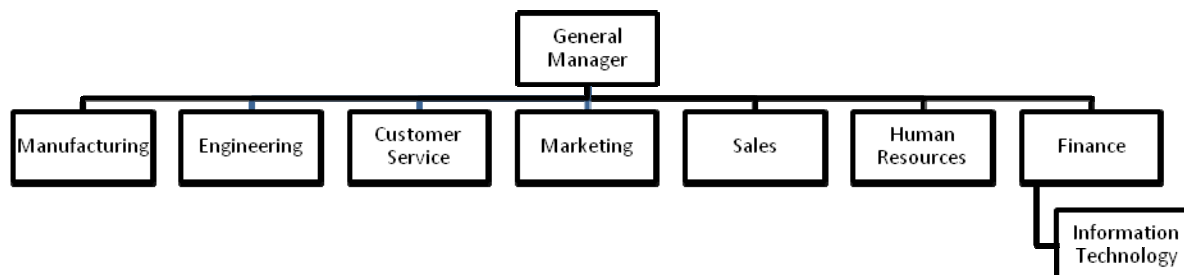 General
Manager
Manufacturing
Engineering
Customer
Service
Marketing
Sales
Human
Resources
Finance
Information
Technology